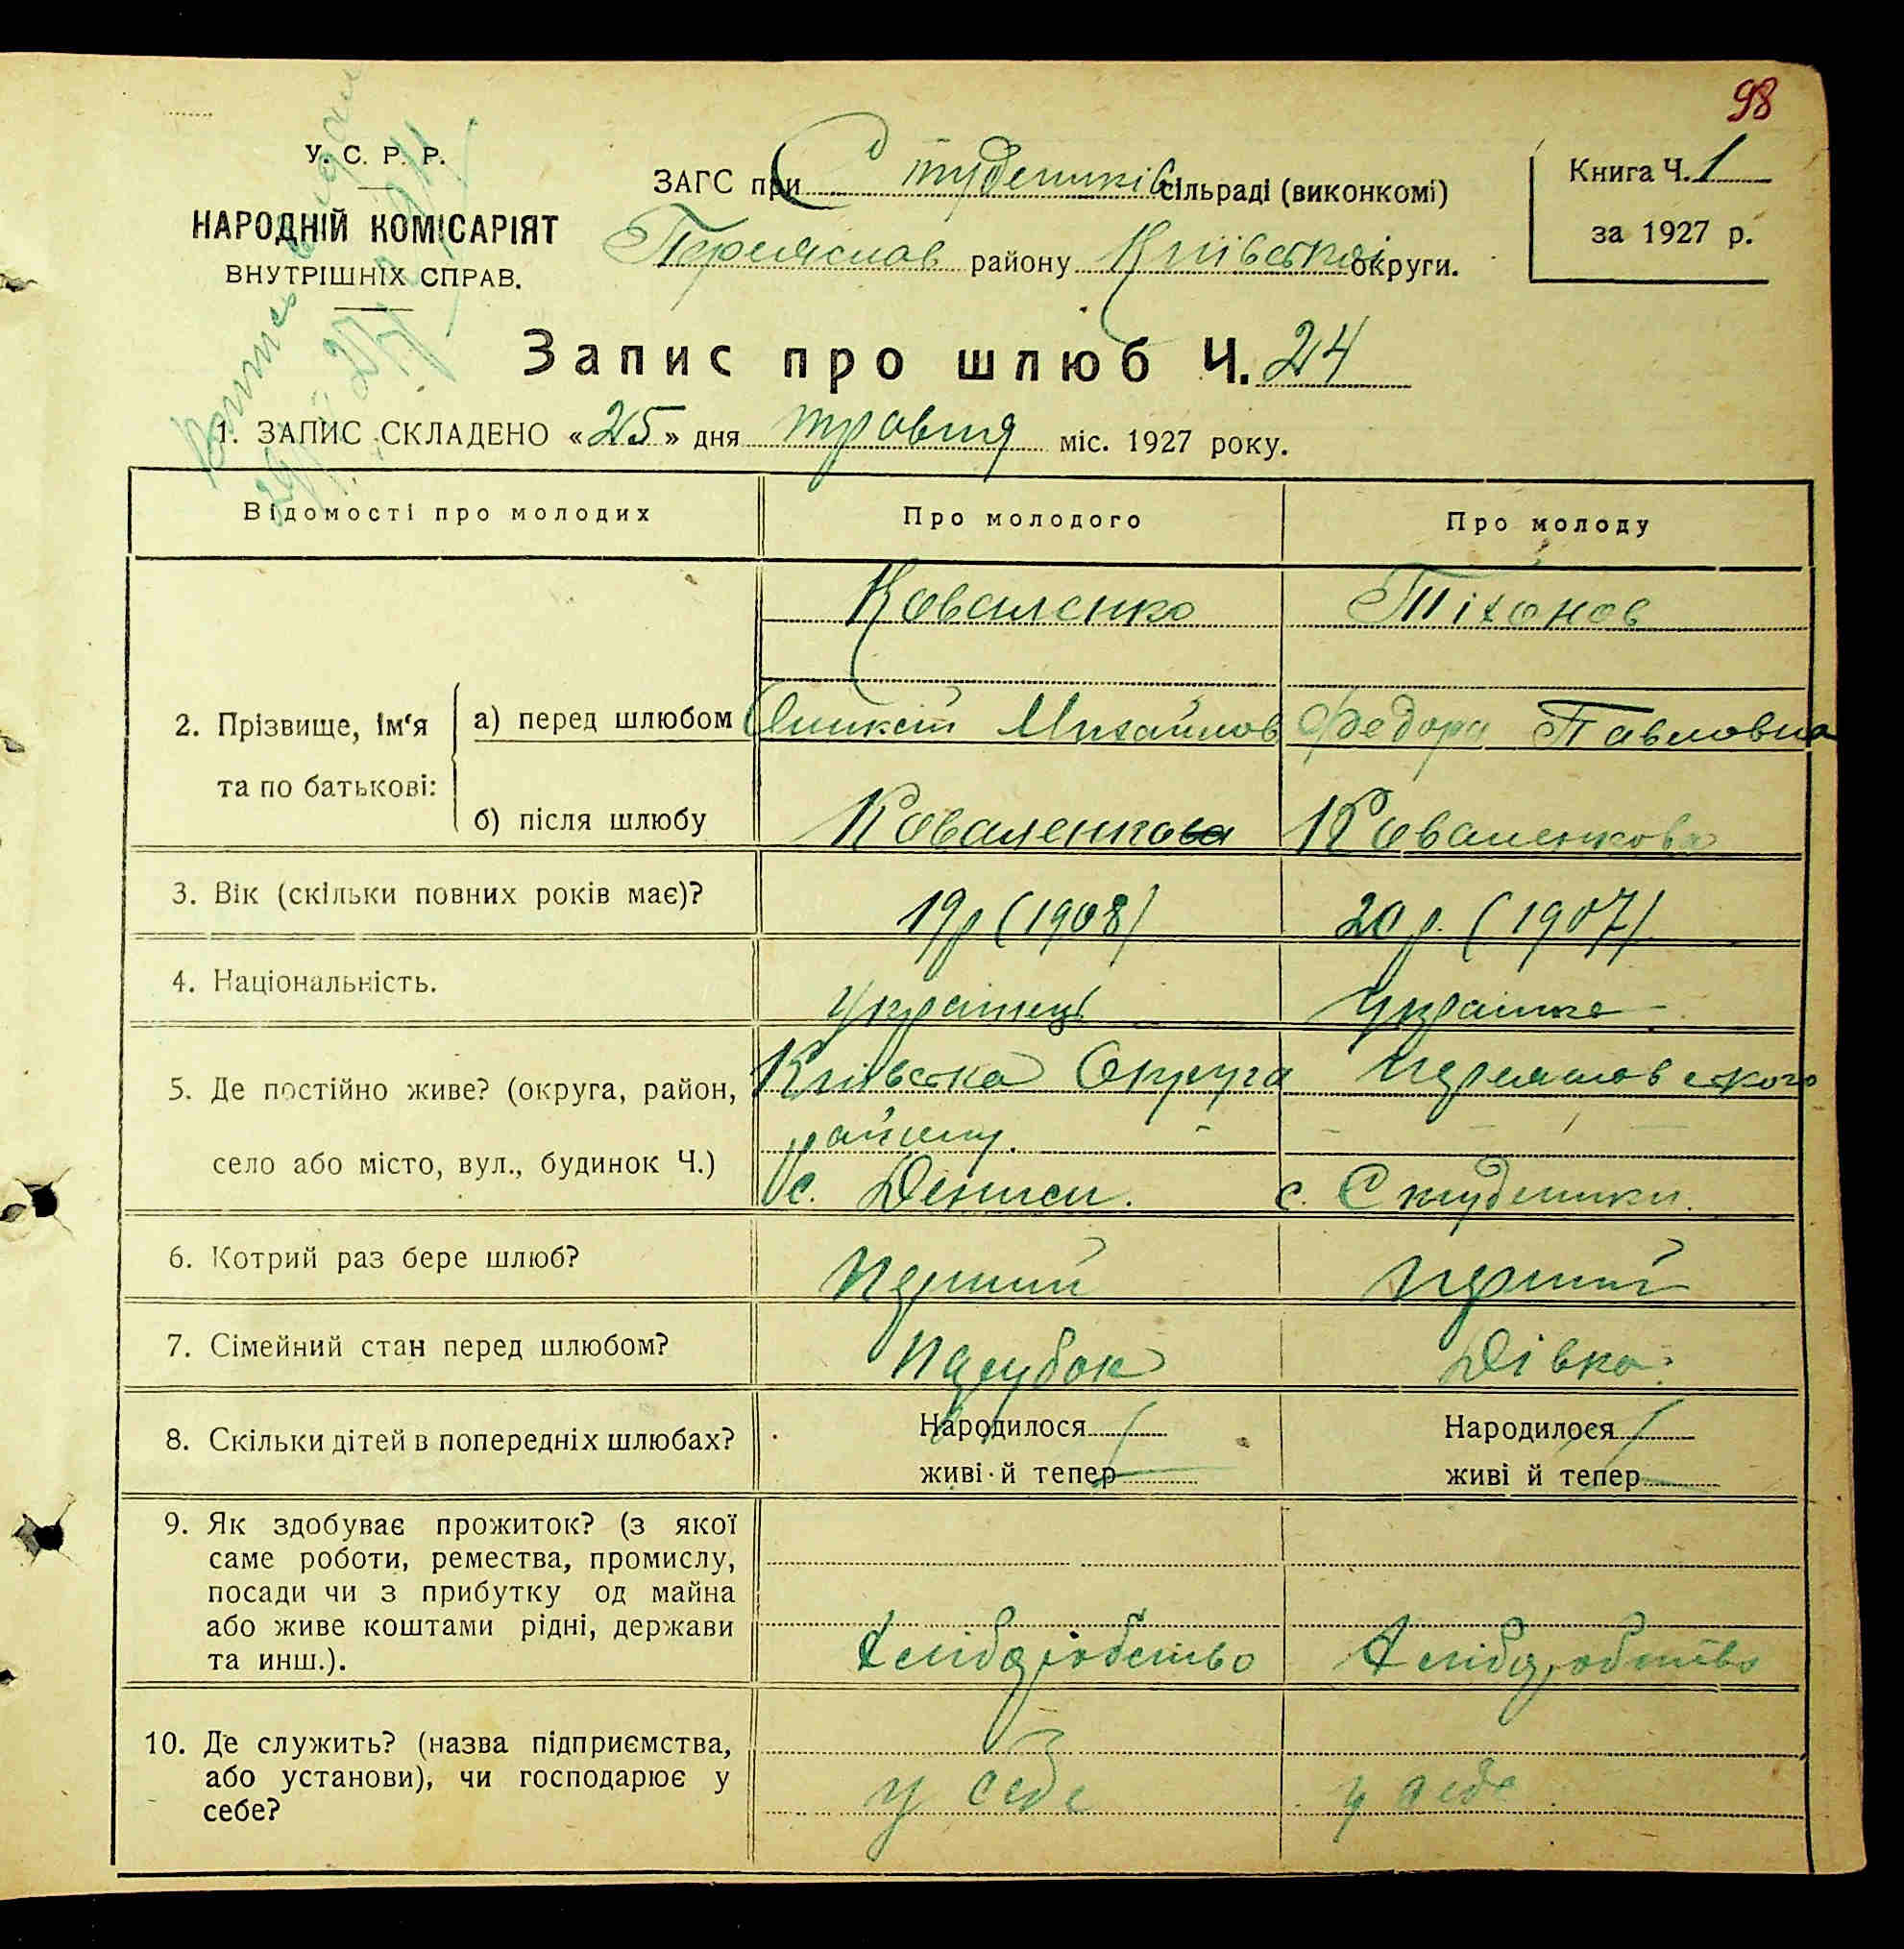 98
У. С. Р. Р.
НАРОДНІЙ КОМІСАРІЯТ
ВНУТРІШНІХ СПРАВ.
ЗАГС при Студеників сільраді (виконкомі)
Переяслав району Київської округи.
Книга Ч. 1
за 1927 р.
Запис про шлюб Ч. 24
1. ЗАПИС СКЛАДЕНО «25» дня травня міс. 1927 року.
Відомості про молодих
Про молодого
Про молоду
2. Прізвище, ім'я та по батькові:
а) перед шлюбом
Коваленко
Микит Михайлов
Тіхонов
Федора Павловна
б) після шлюбу
Коваленко
Коваленкова
3. Вік (скільки повних років має)?
19 р (1908)
20 р. (1907)
4. Національність.
Українець
Українка
5. Де постійно живе? (округа, район,
село або місто, вул., будинок Ч.)
Київська Округа Переяславського
району.
с. Дениси.
с. Студеники.
6. Котрий раз бере шлюб?
Перший
Перший
7. Сімейний стан перед шлюбом?
Парубок
Дівка
8. Скільки дітей в попередніх шлюбах?
Народилося
живі й тепер
Народилося
живі й тепер
9. Як здобуває прожиток? (з якої
саме роботи, ремества, промислу,
посади чи з прибутку од майна
або живе коштами рідні, держави
та инш.).
Хліборобство
Хліборобство
10. Де служить? (назва підприємства,
або установи), чи господарює у
себе?
у себе
у себе